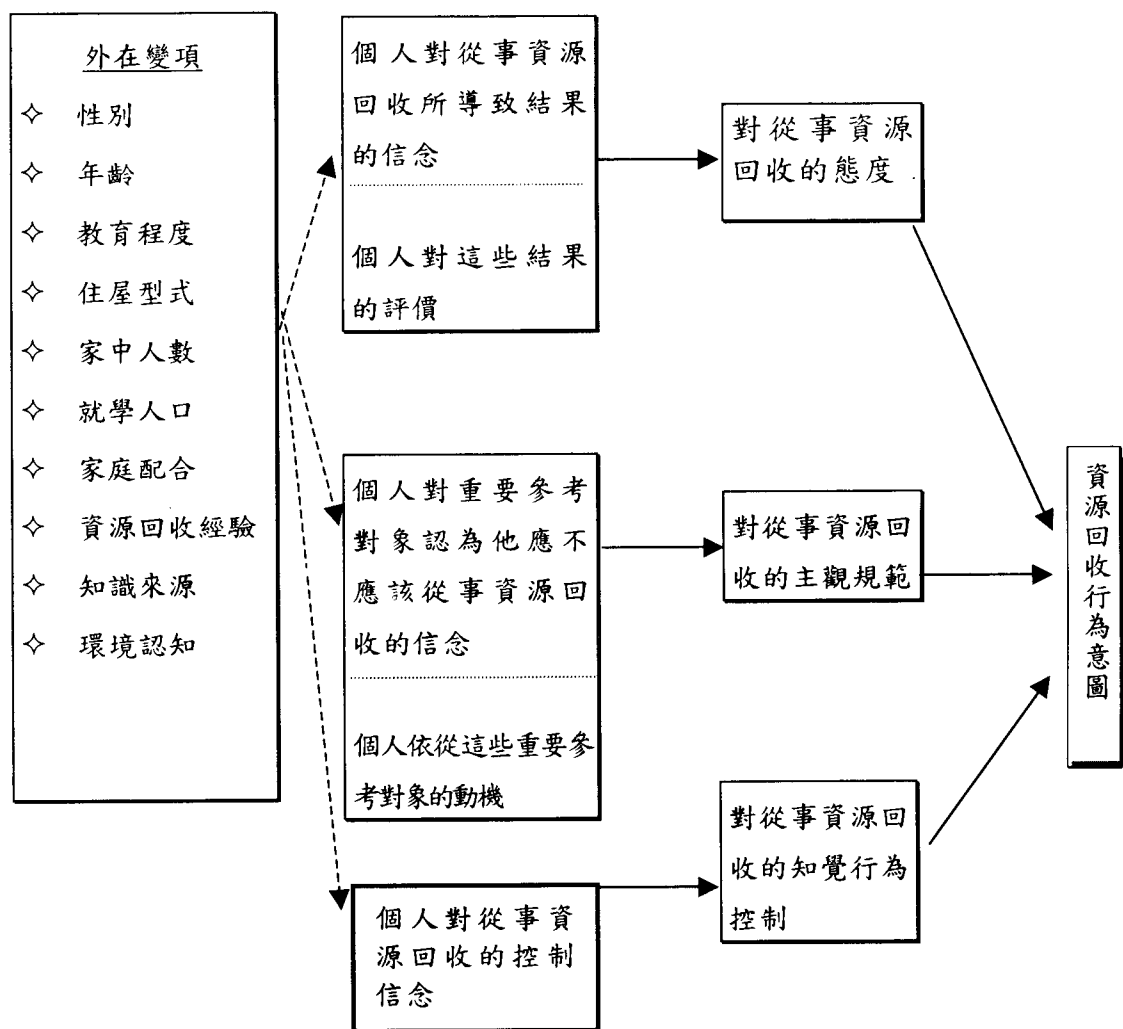 外在變項
✧ 性別
✧ 年齡
✧ 教育程度
✧ 住屋型式
✧ 家中人數
✧ 就學人口
✧ 家庭配合
✧ 資源回收經驗
✧ 知識來源
✧ 環境認知
個人對從事資源
回收所導致結果
的信念
個人對這些結果
的評價
對從事資源
回收的態度
個人對重要參考
對象認為他應不
應該從事資源回
收的信念
個人依從這些重要參
考對象的動機
對從事資源回
收的主觀規範
個人對從事資
源回收的控制
信念
對從事資源回
收的知覺行為
控制
資源回收行為意圖